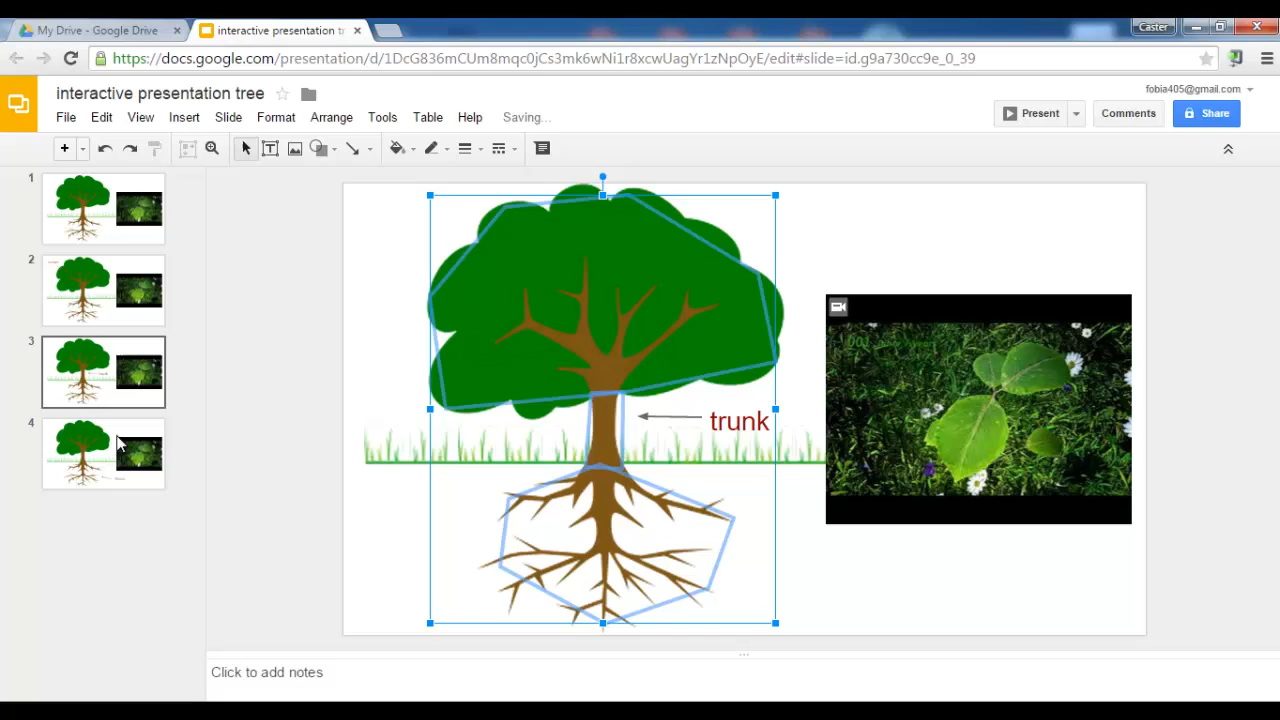 My Drive - Google Drive
interactive presentation tr
Caster
https://docs.google.com/presentation/d/1DcG836mCUm8mqc0jCs3mk6wNi1r8xcwUagYr1zNpOyE/edit#slide=id.g9a730cc9e_0_39
interactive presentation tree
fobia405@gmail.com
File Edit View Insert Format Arrange Tools Table Help Saving...
Present
Comments
Share
1
2
3
4
001
trunk
Click to add notes